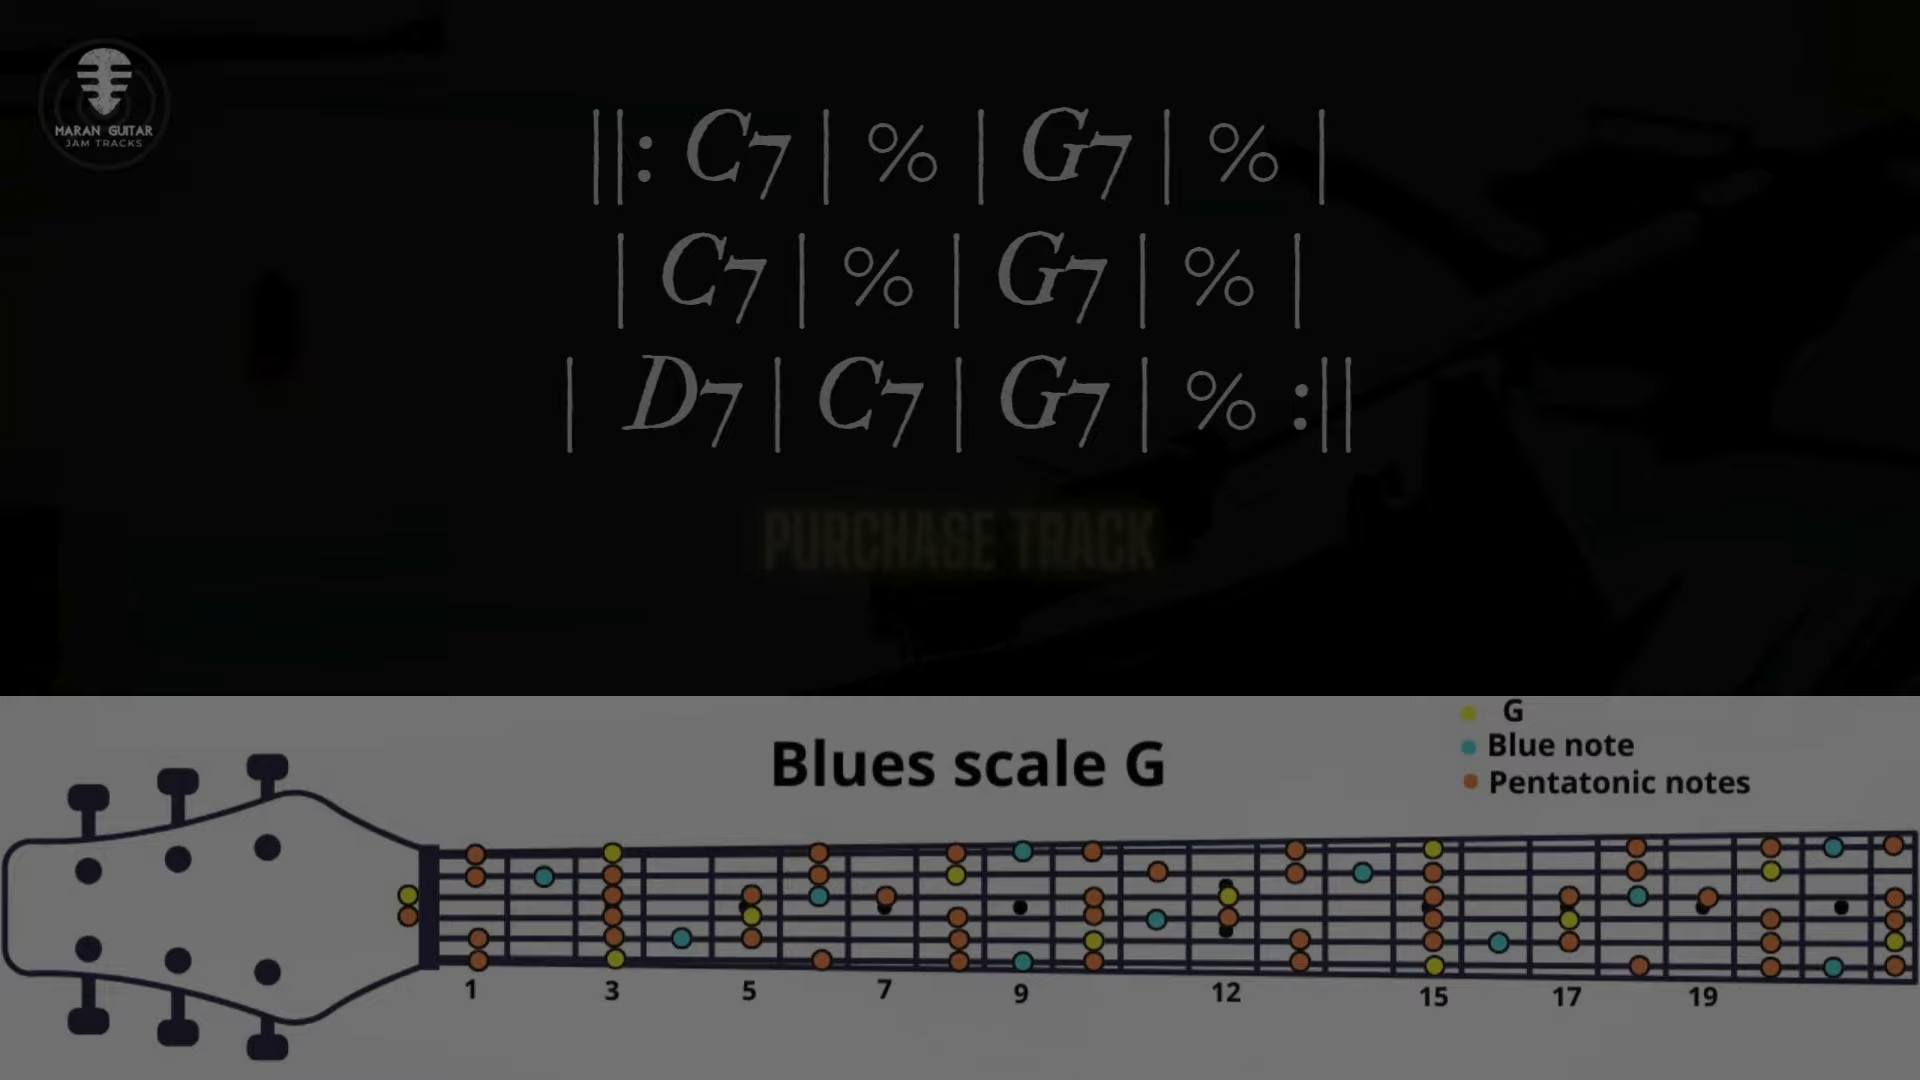 MARAN GUITAR
JAM TRACKS
||: C7 | % | G7 | % |
| C7 | % | G7 | % |
| D7 | C7 | G7 | % :||
PURCHASE TRACK
Blues scale G
G
Blue note
Pentatonic notes
1 3 5 7 9 12 15 17 19